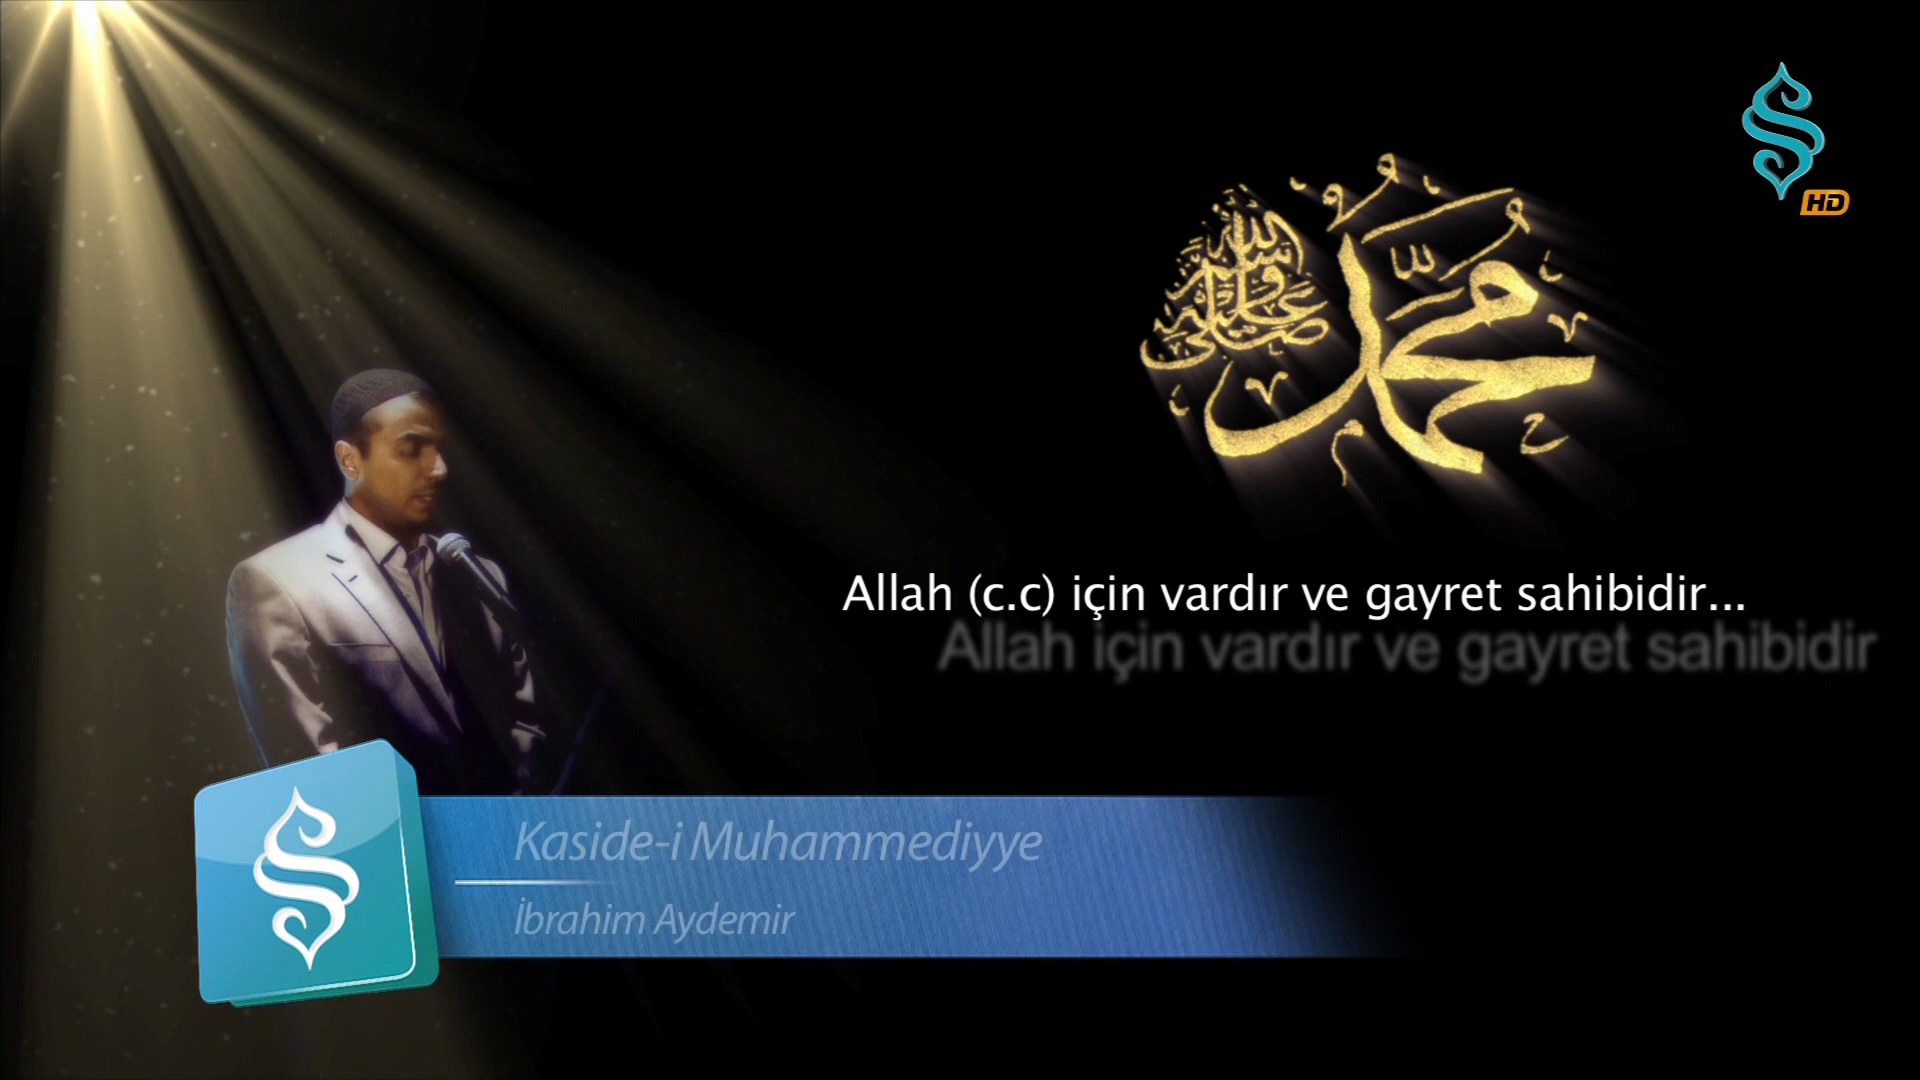 HD
محمد
صلى الله عليه وسلم
Allah (c.c) için vardır ve gayret sahibidir...
Allah için vardır ve gayret sahibidir
Kaside-i Muhammediyye
İbrahim Aydemir